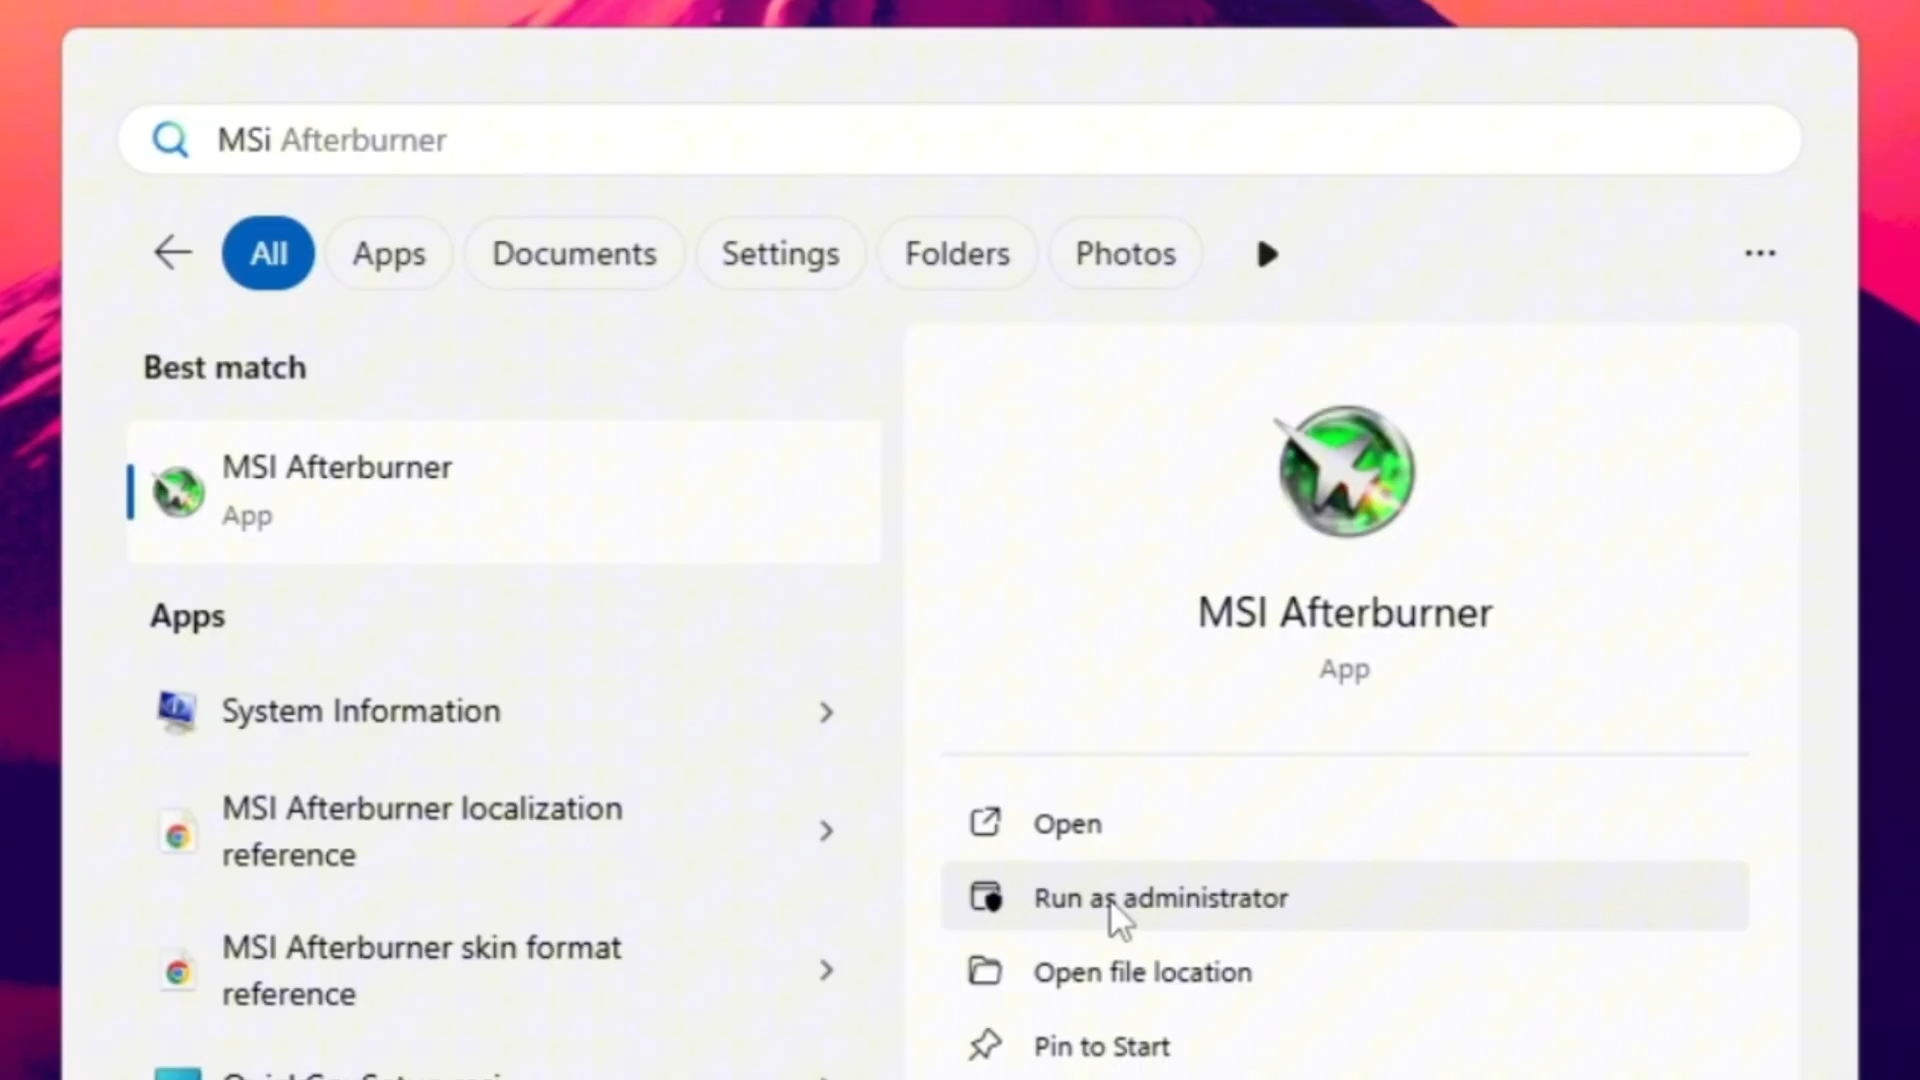 MSi Afterburner
All
Apps
Documents
Settings
Folders
Photos
Best match
MSI Afterburner
App
Apps
System Information
MSI Afterburner localization
reference
MSI Afterburner skin format
reference
MSI Afterburner
App
Open
Run as administrator
Open file location
Pin to Start